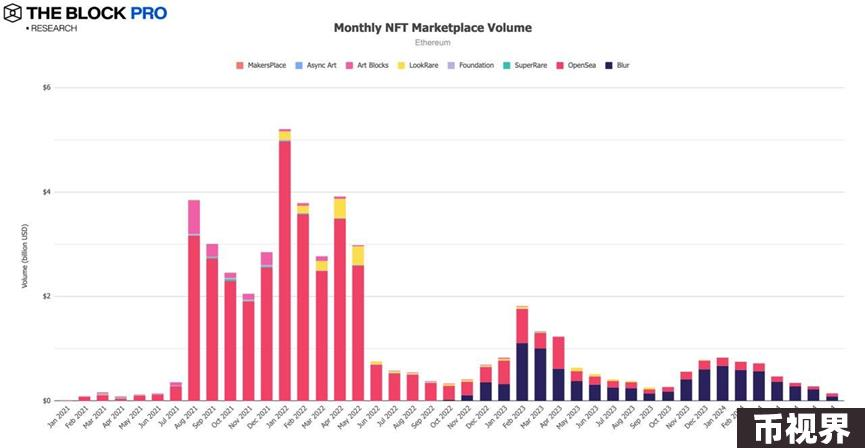 THE BLOCK PRO
• RESEARCH
Monthly NFT Marketplace Volume
Ethereum
MakersPlace Async Art Art Blocks LookRare Foundation SuperRare OpenSea Blur
$6
$4
$2
$0
Volume (billion USD)
Jan 2021
Feb 2021
Mar 2021
Apr 2021
May 2021
Jun 2021
Jul 2021
Aug 2021
Sep 2021
Oct 2021
Nov 2021
Dec 2021
Jan 2022
Feb 2022
Mar 2022
Apr 2022
May 2022
Jun 2022
Jul 2022
Aug 2022
Sep 2022
Oct 2022
Nov 2022
Dec 2022
Jan 2023
Feb 2023
Mar 2023
Apr 2023
May 2023
Jun 2023
Jul 2023
Aug 2023
Sep 2023
Oct 2023
Nov 2023
Dec 2023
Jan 2024
币视界